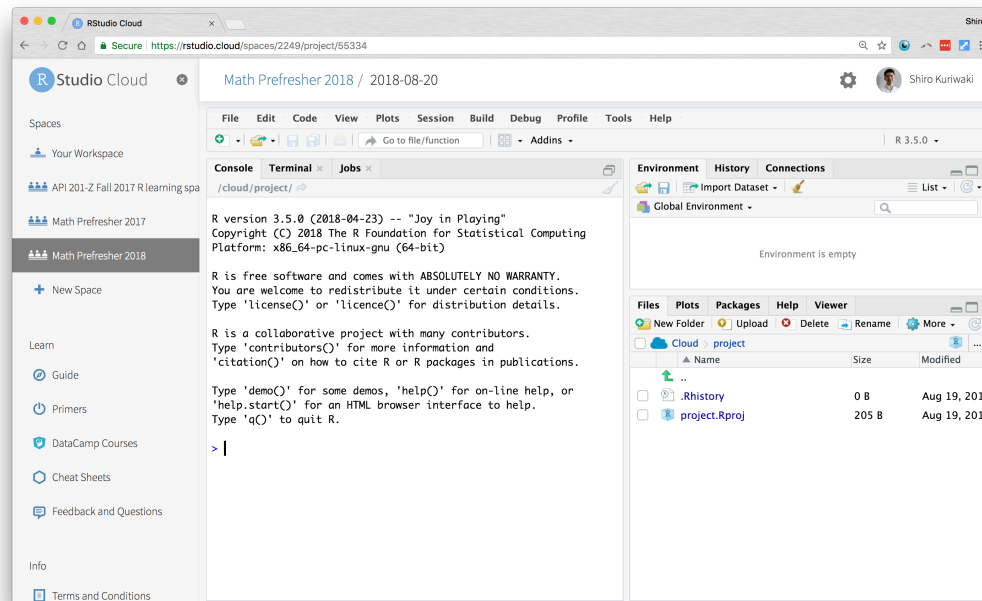 RStudio Cloud
Shiro
Secure https://rstudio.cloud/spaces/2249/project/55334
R Studio Cloud
Math Prefresher 2018 / 2018-08-20
Shiro Kuriwaki
Spaces
Your Workspace
API 201-Z Fall 2017 R learning spa
Math Prefresher 2017
Math Prefresher 2018
New Space
Learn
Guide
Primers
DataCamp Courses
Cheat Sheets
Feedback and Questions
Info
Terms and Conditions
File Edit Code View Plots Session Build Debug Profile Tools Help
Go to file/function Addins R 3.5.0
Console Terminal Jobs
/cloud/project/
R version 3.5.0 (2018-04-23) -- "Joy in Playing"
Copyright (C) 2018 The R Foundation for Statistical Computing
Platform: x86_64-pc-linux-gnu (64-bit)
R is free software and comes with ABSOLUTELY NO WARRANTY.
You are welcome to redistribute it under certain conditions.
Type 'license()' or 'licence()' for distribution details.
R is a collaborative project with many contributors.
Type 'contributors()' for more information and
'citation()' on how to cite R or R packages in publications.
Type 'demo()' for some demos, 'help()' for on-line help, or
'help.start()' for an HTML browser interface to help.
Type 'q()' to quit R.
>
Environment History Connections
Import Dataset List
Global Environment
Environment is empty
Files Plots Packages Help Viewer
New Folder Upload Delete Rename More
Cloud project ...
Name Size Modified
..
.Rhistory 0 B Aug 19, 201
project.Rproj 205 B Aug 19, 201